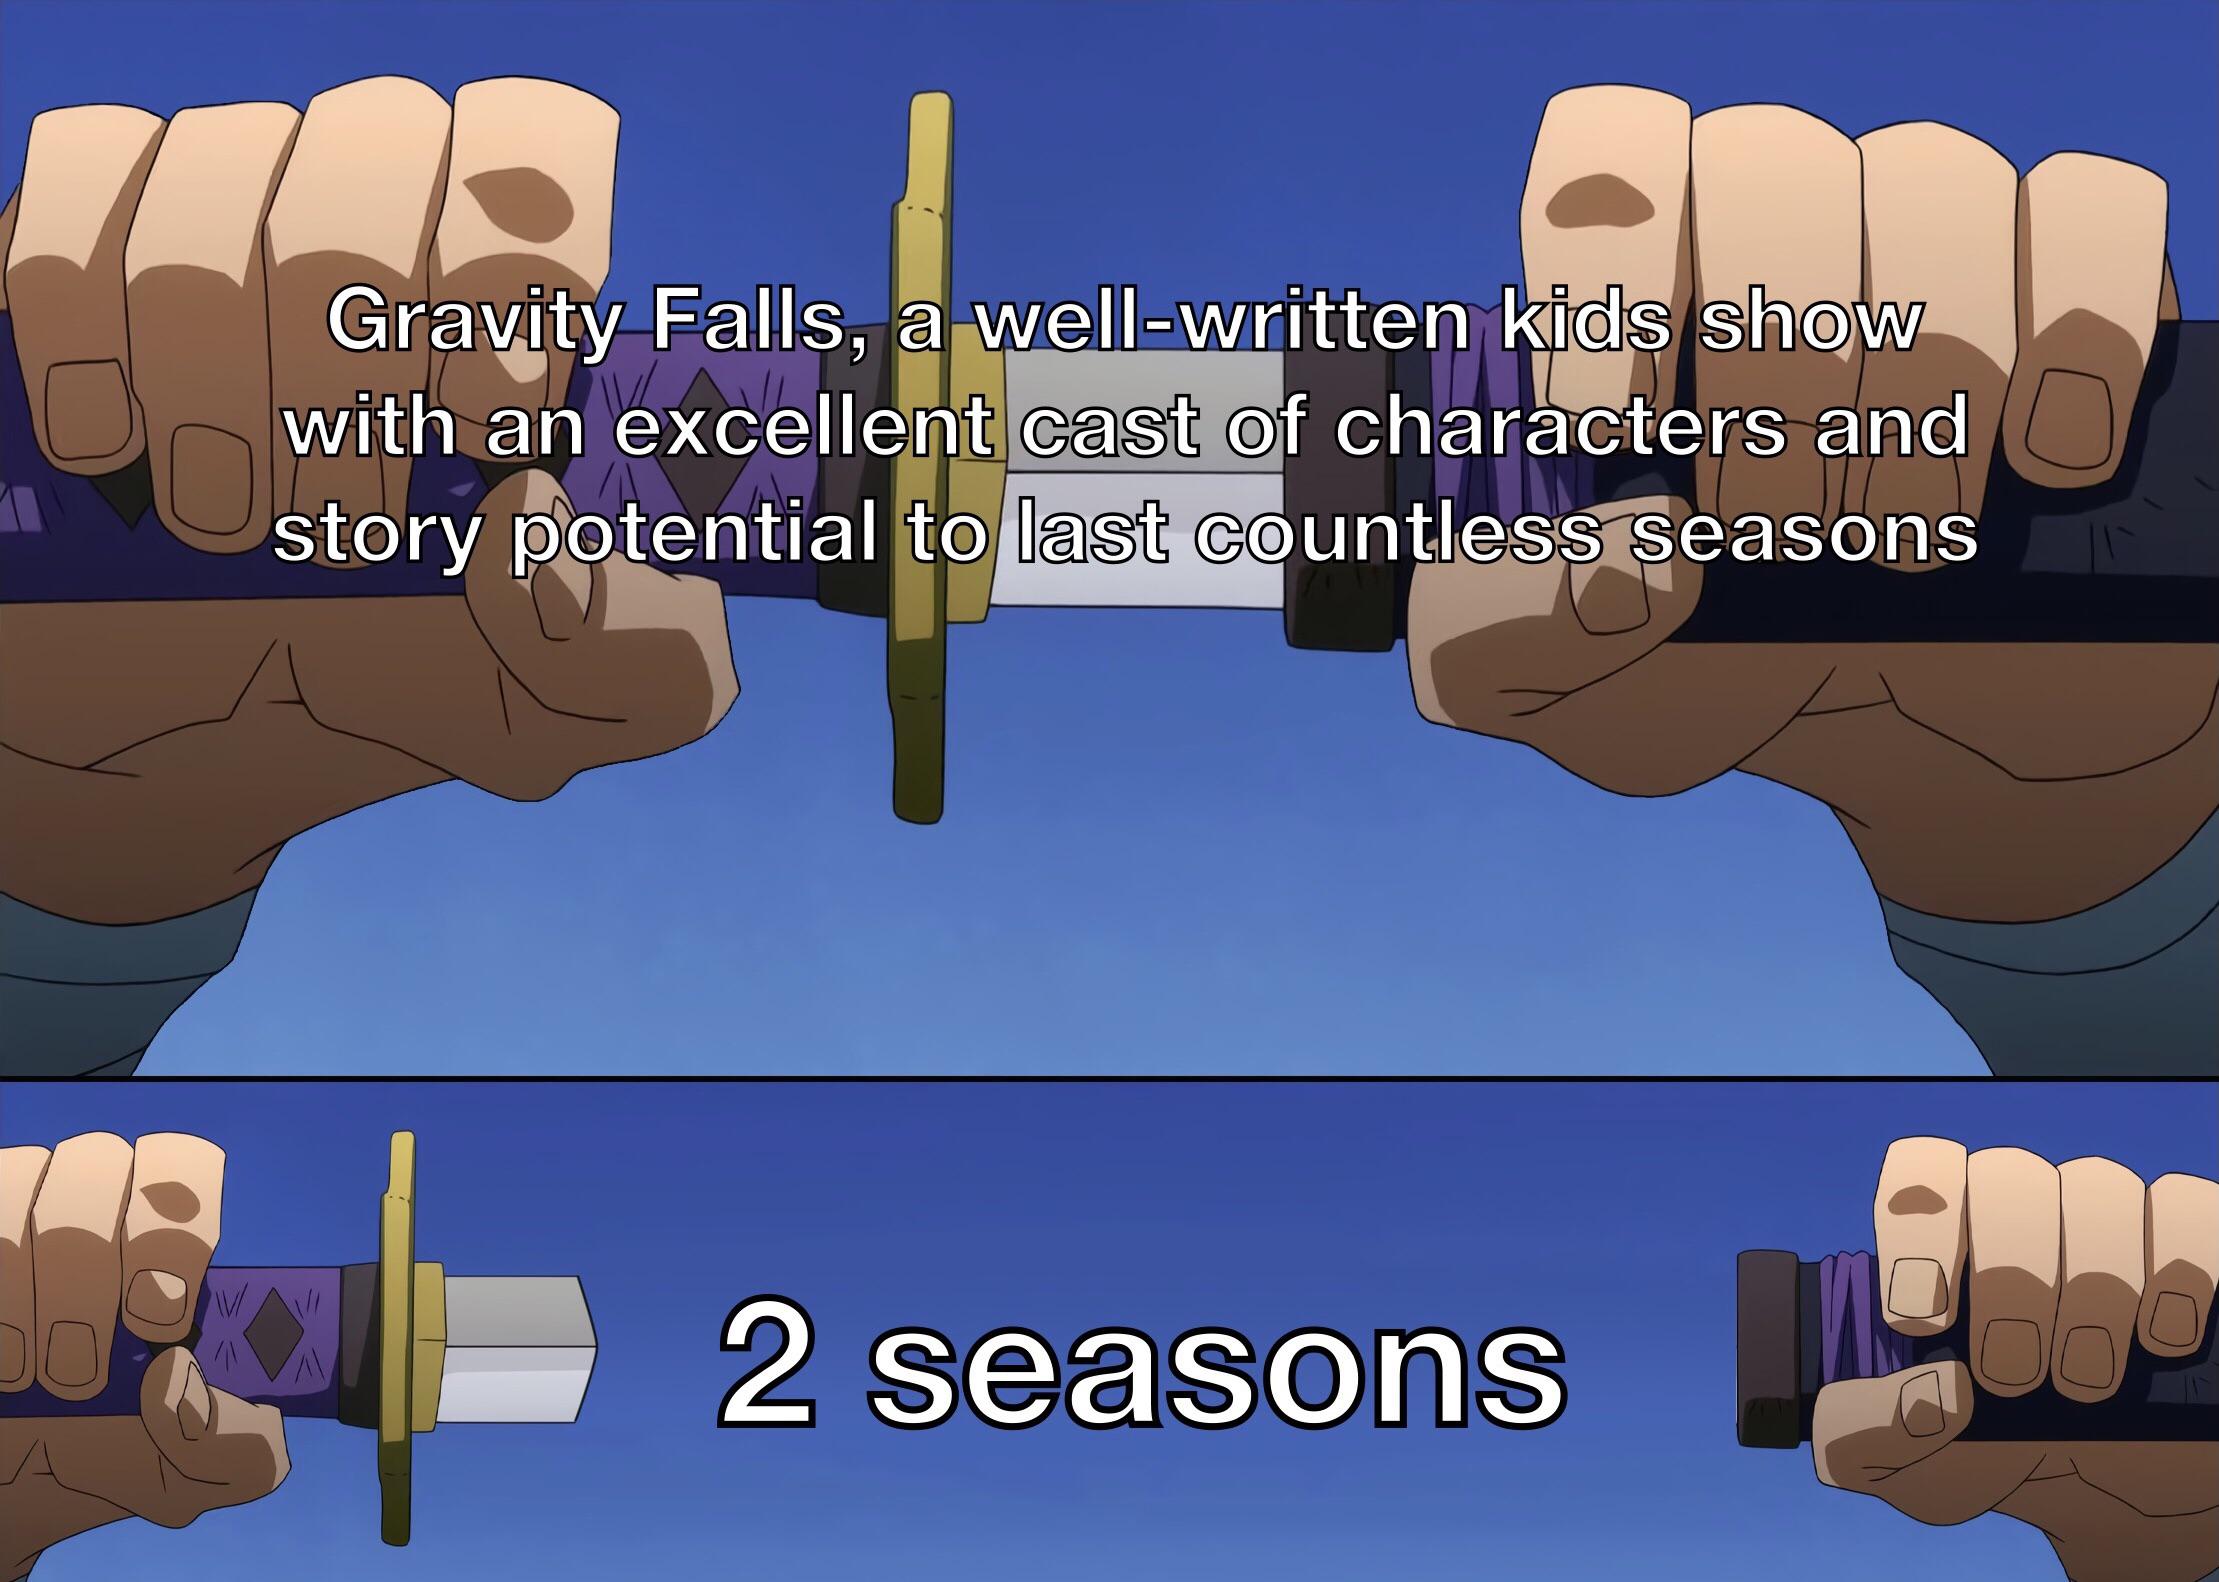 Gravity Falls, a well-written kids show
with an excellent cast of characters and
story potential to last countless seasons
2 seasons